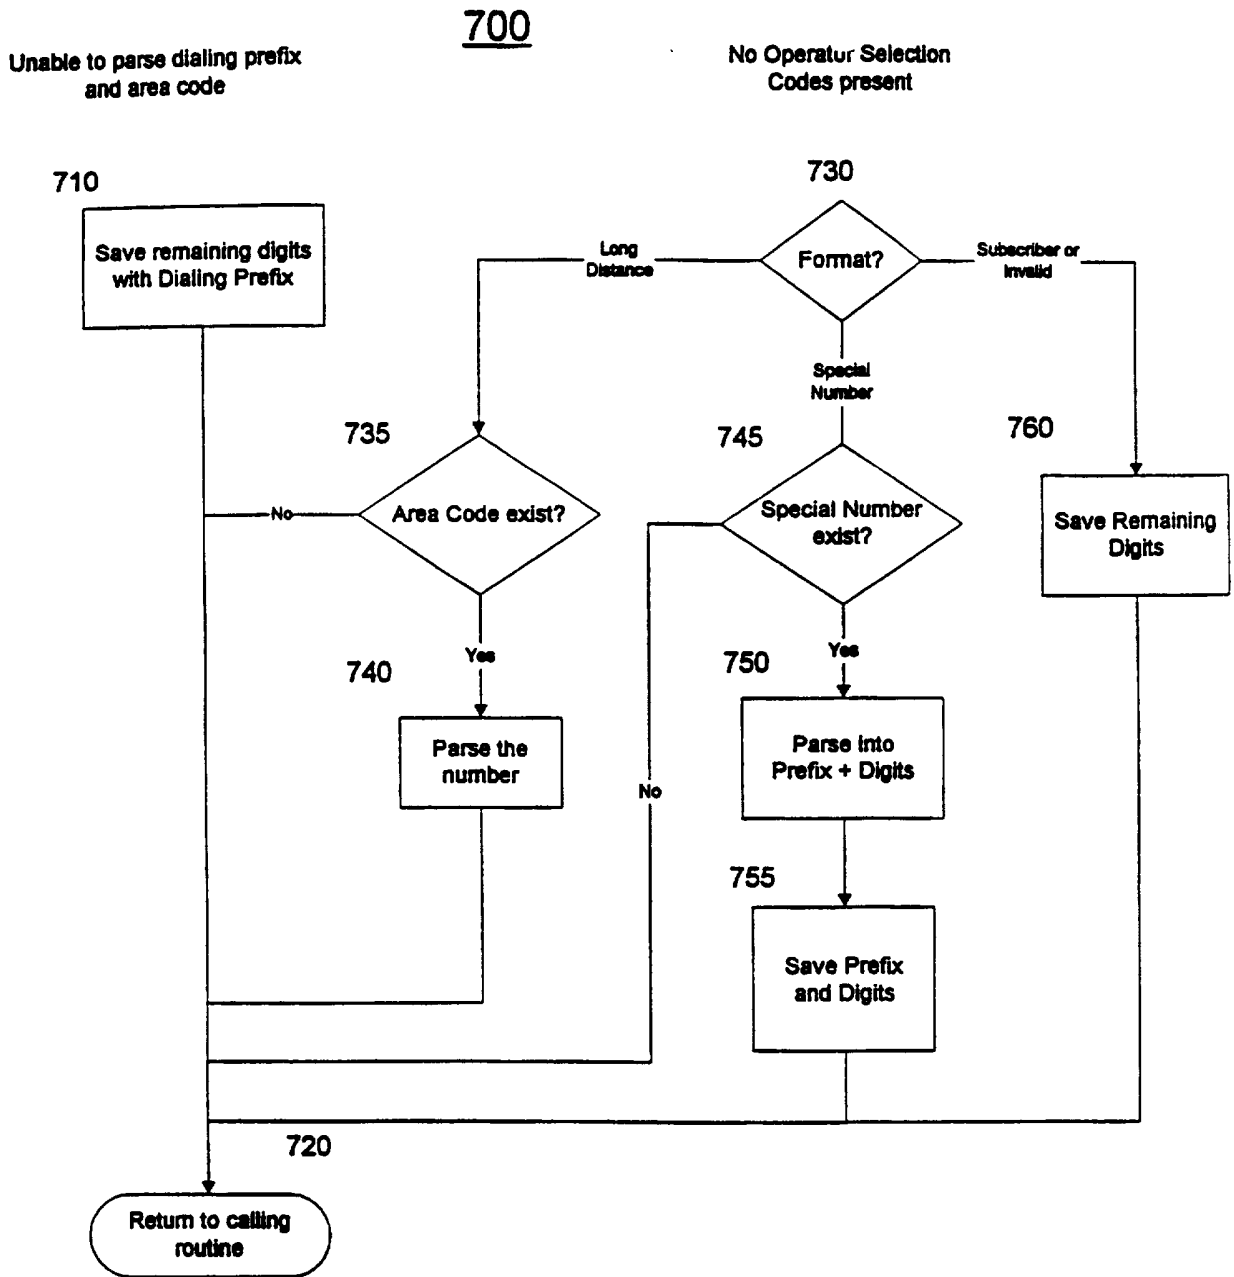 700
Unable to parse dialing prefix
and area code
No Operatur Selection
Codes present
710
730
Save remaining digits
with Dialing Prefix
Long
Distance
Format?
Subscriber or
Invalid
Special
Number
735
745
760
No
Area Code exist?
Special Number
exist?
Save Remaining
Digits
Yes
Yes
740
750
Parse the
number
No
Parse into
Prefix + Digits
755
Save Prefix
and Digits
720
Return to calling
routine